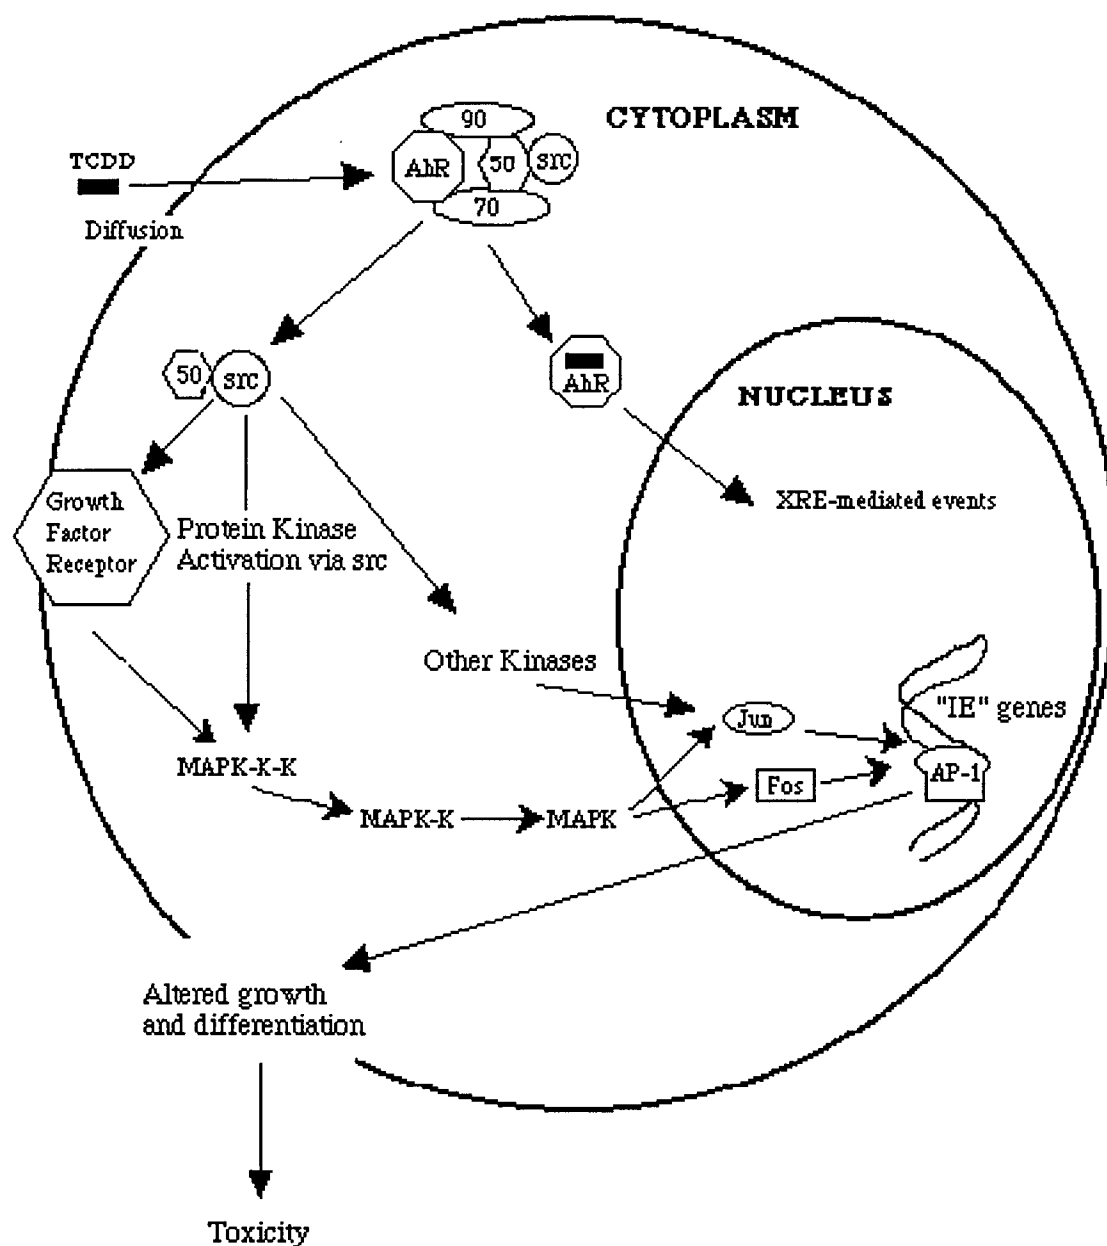 CYTOPLASM
90
TCDD
AhR
50
src
70
Diffusion
50
src
AhR
NUCLEUS
Growth
Factor
Receptor
Protein Kinase
Activation via src
XRE-mediated events
Other Kinases
Jun
"IE" genes
MAPK-K-K
Fos
AP-1
MAPK-K
MAPK
Altered growth
and differentiation
Toxicity